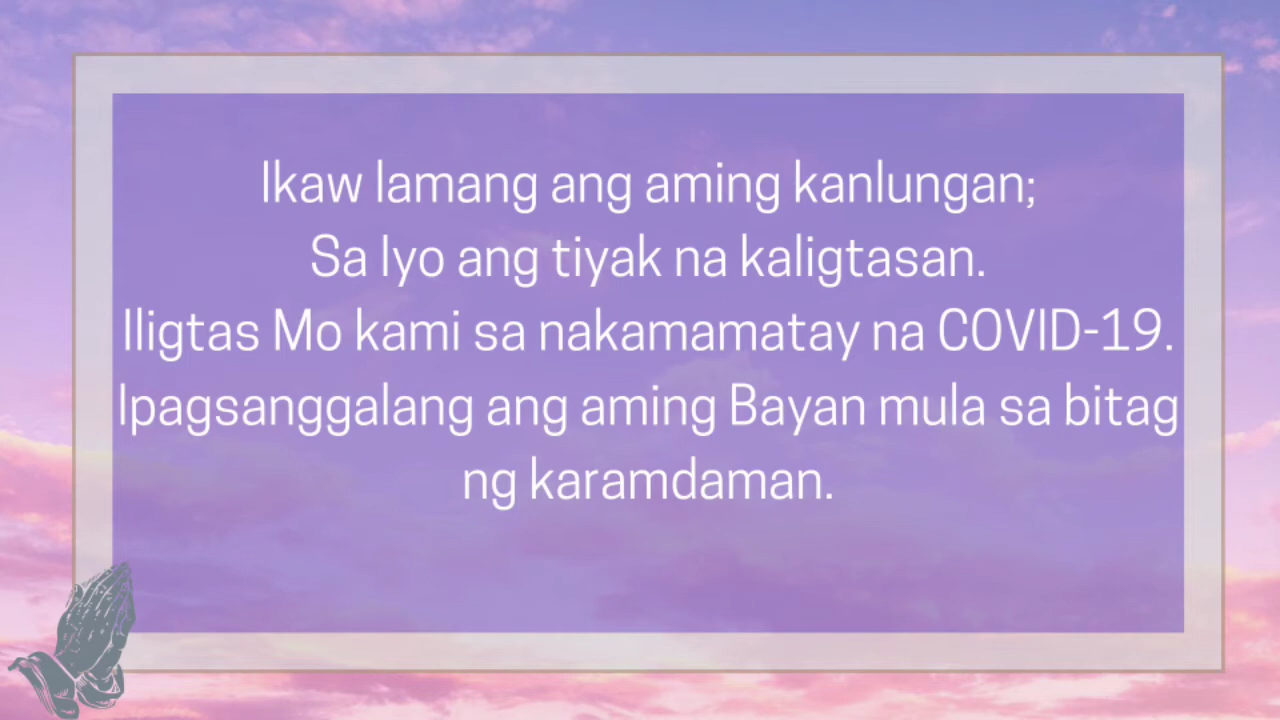 Ikaw lamang ang aming kanlungan;
Sa Iyo ang tiyak na kaligtasan.
Iligtas Mo kami sa nakamamatay na COVID-19.
Ipagsanggalang ang aming Bayan mula sa bitag
ng karamdaman.